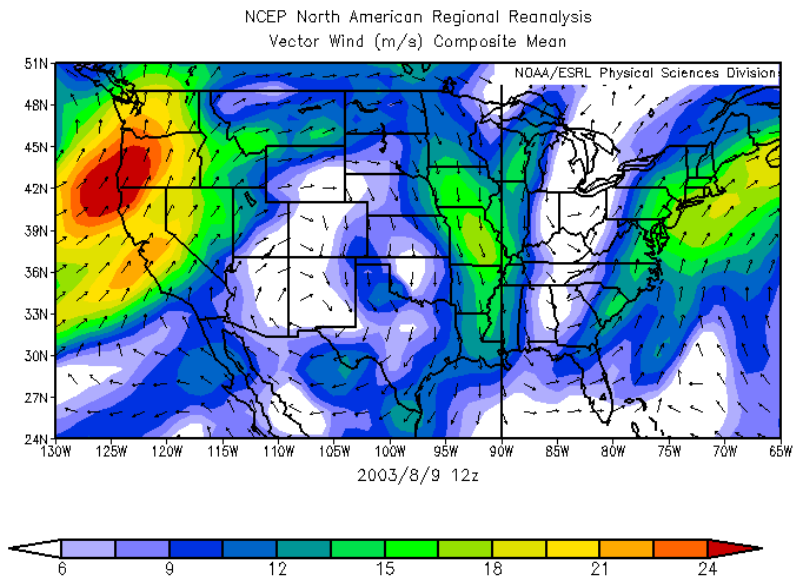 NCEP North American Regional Reanalysis
Vector Wind (m/s) Composite Mean
NOAA/ESRL Physical Sciences Division
51N
48N
45N
42N
39N
36N
33N
30N
27N
24N
130W 125W 120W 115W 110W 105W 100W 95W 90W 85W 80W 75W 70W 65W
2003/8/9 12z
6 9 12 15 18 21 24